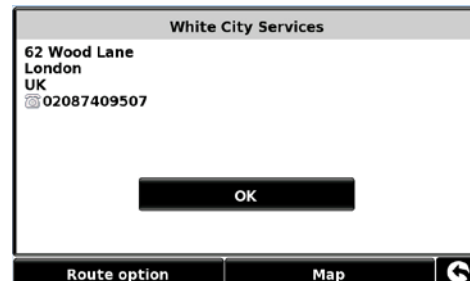 White City Services
62 Wood Lane
London
UK
02087409507
OK
Route option
Map